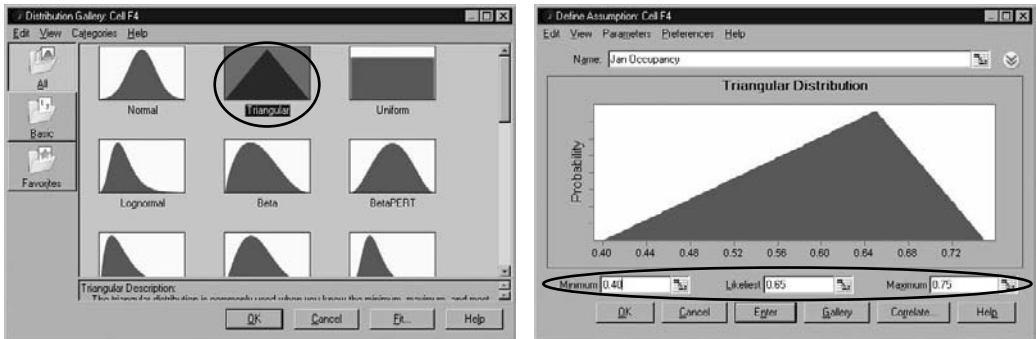 Distribution Gallery: Cell F4
Edit View Categories Help
All
Basic
Favorites
Normal
Triangular
Uniform
Lognormal
Beta
BetaPERT
Triangular Description:
The triangular distribution is commonly used when you know the minimum, maximum, and most
OK Cancel Fit... Help
Define Assumption: Cell F4
Edit View Parameters Preferences Help
Name: Jan Occupancy
Triangular Distribution
Probability
0.40 0.44 0.48 0.52 0.56 0.60 0.64 0.68 0.72
Minimum 0.40 Likeliest 0.65 Maximum 0.75
OK Cancel Enter Gallery Correlate... Help